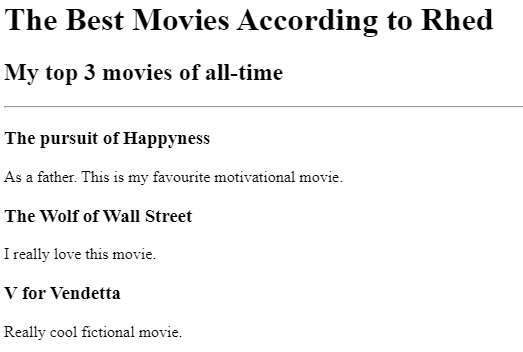 The Best Movies According to Rhed
My top 3 movies of all-time
The pursuit of Happyness
As a father. This is my favourite motivational movie.
The Wolf of Wall Street
I really love this movie.
V for Vendetta
Really cool fictional movie.